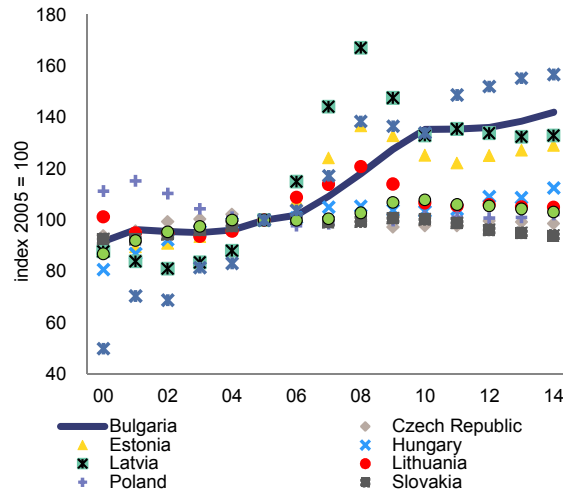 index 2005 = 100
180
160
140
120
100
80
60
40
00 02 04 06 08 10 12 14
Bulgaria Czech Republic
Estonia Hungary
Latvia Lithuania
Poland Slovakia